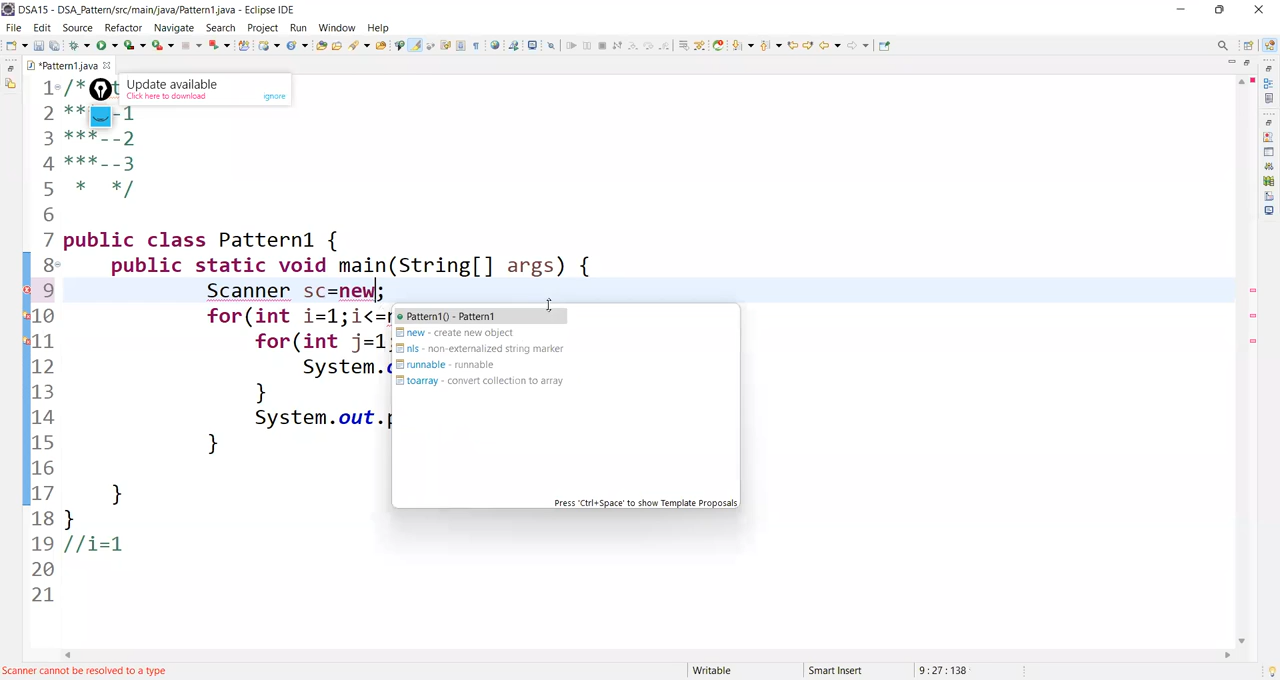 DSA15 - DSA_Pattern/src/main/java/Pattern1.java - Eclipse IDE
File Edit Source Refactor Navigate Search Project Run Window Help
*Pattern1.java
Update available
Click here to download ignore
1 /*
2 ** -1
3 ***--2
4 ***--3
5 * */
6
7 public class Pattern1 {
8 public static void main(String[] args) {
9 Scanner sc=new;
10 for(int i=1;i<=
11 for(int j=1;
12 System.
13 }
14 System.out.
15 }
16
17 }
18 }
19 //i=1
20
21
Pattern1() - Pattern1
new - create new object
nls - non-externalized string marker
runnable - runnable
toarray - convert collection to array
Press 'Ctrl+Space' to show Template Proposals
Scanner cannot be resolved to a type Writable Smart Insert 9 : 27 : 138